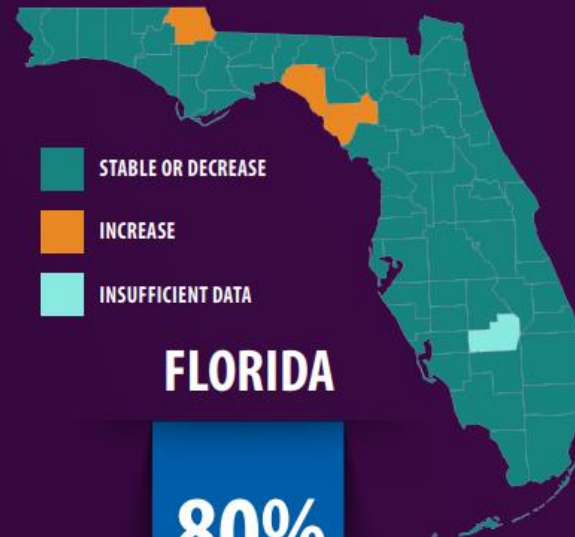 STABLE OR DECREASE
INCREASE
INSUFFICIENT DATA
FLORIDA
80%